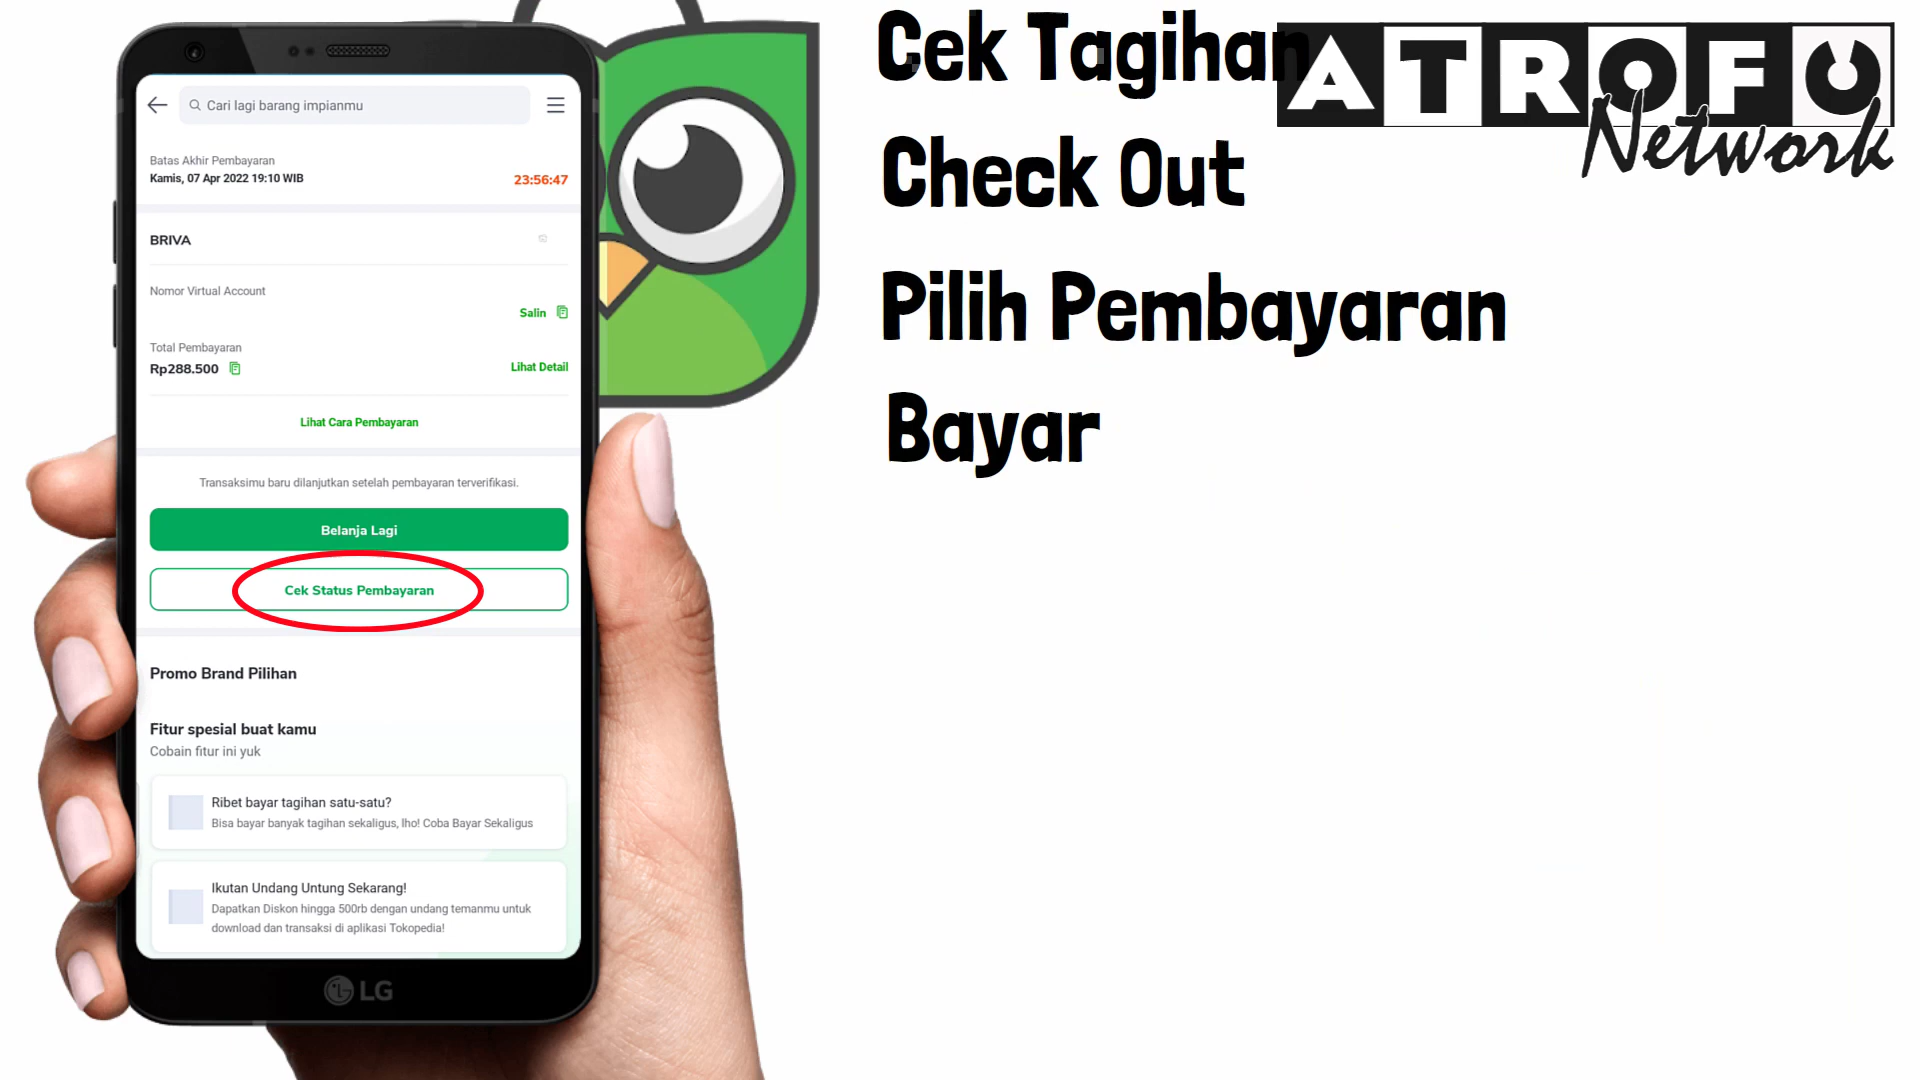 Cari lagi barang impianmu
Batas Akhir Pembayaran
Kamis, 07 Apr 2022 19:10 WIB
23:56:47
BRIVA
Nomor Virtual Account
Salin
Total Pembayaran
Rp288.500
Lihat Detail
Lihat Cara Pembayaran
Transaksimu baru dilanjutkan setelah pembayaran terverifikasi.
Belanja Lagi
Cek Status Pembayaran
Promo Brand Pilihan
Fitur spesial buat kamu
Cobain fitur ini yuk
Ribet bayar tagihan satu-satu?
Bisa bayar banyak tagihan sekaligus, lho! Coba Bayar Sekaligus
Ikutan Undang Untung Sekarang!
Dapatkan Diskon hingga 500rb dengan undang temanmu untuk
download dan transaksi di aplikasi Tokopedia!
LG
Cek Tagihan
Check Out
Pilih Pembayaran
Bayar
ATROFU
Network